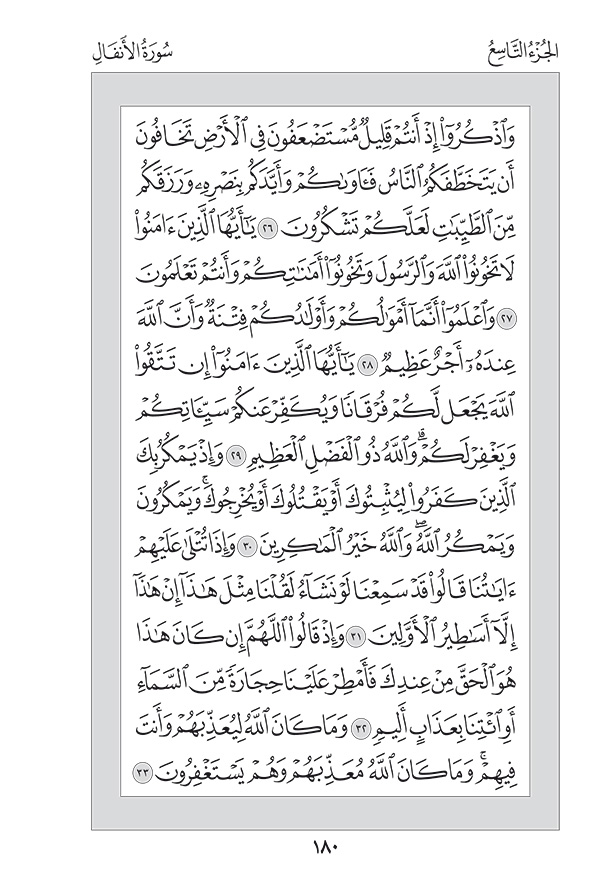 الجُزْءُ التَّاسِعُ
سُورَةُ الأَنفَالِ
وَٱذْكُرُوٓا۟ إِذْ أَنتُمْ قَلِيلٌ مُّسْتَضْعَفُونَ فِى ٱلْأَرْضِ تَخَافُونَ
أَن يَتَخَطَّفَكُمُ ٱلنَّاسُ فَـَٔاوَىٰكُمْ وَأَيَّدَكُم بِنَصْرِهِۦ وَرَزَقَكُم
مِّنَ ٱلطَّيِّبَـٰتِ لَعَلَّكُمْ تَشْكُرُونَ ٢٦ يَـٰٓأَيُّهَا ٱلَّذِينَ ءَامَنُوا۟
لَا تَخُونُوا۟ ٱللَّهَ وَٱلرَّسُولَ وَتَخُونُوٓا۟ أَمَـٰنَـٰتِكُمْ وَأَنتُمْ تَعْلَمُونَ
٢٧ وَٱعْلَمُوٓا۟ أَنَّمَآ أَمْوَٰلُكُمْ وَأَوْلَـٰدُكُمْ فِتْنَةٌ وَأَنَّ ٱللَّهَ
عِندَهُۥٓ أَجْرٌ عَظِيمٌ ٢٨ يَـٰٓأَيُّهَا ٱلَّذِينَ ءَامَنُوٓا۟ إِن تَتَّقُوا۟
ٱللَّهَ يَجْعَل لَّكُمْ فُرْقَانًا وَيُكَفِّرْ عَنكُمْ سَيِّـَٔاتِكُمْ
وَيَغْفِرْ لَكُمْ ۗ وَٱللَّهُ ذُو ٱلْفَضْلِ ٱلْعَظِيمِ ٢٩ وَإِذْ يَمْكُرُ بِكَ
ٱلَّذِينَ كَفَرُوا۟ لِيُثْبِتُوكَ أَوْ يَقْتُلُوكَ أَوْ يُخْرِجُوكَ ۚ وَيَمْكُرُونَ
وَيَمْكُرُ ٱللَّهُ ۖ وَٱللَّهُ خَيْرُ ٱلْمَـٰكِرِينَ ٣٠ وَإِذَا تُتْلَىٰ عَلَيْهِمْ
ءَايَـٰتُنَا قَالُوا۟ قَدْ سَمِعْنَا لَوْ نَشَآءُ لَقُلْنَا مِثْلَ هَـٰذَآ إِنْ هَـٰذَآ
إِلَّآ أَسَـٰطِيرُ ٱلْأَوَّلِينَ ٣١ وَإِذْ قَالُوا۟ ٱللَّهُمَّ إِن كَانَ هَـٰذَا
هُوَ ٱلْحَقَّ مِنْ عِندِكَ فَأَمْطِرْ عَلَيْنَا حِجَارَةً مِّنَ ٱلسَّمَآءِ
أَوِ ٱئْتِنَا بِعَذَابٍ أَلِيمٍ ٣٢ وَمَا كَانَ ٱللَّهُ لِيُعَذِّبَهُمْ وَأَنتَ
فِيهِمْ ۚ وَمَا كَانَ ٱللَّهُ مُعَذِّبَهُمْ وَهُمْ يَسْتَغْفِرُونَ ٣٣
١٨٠